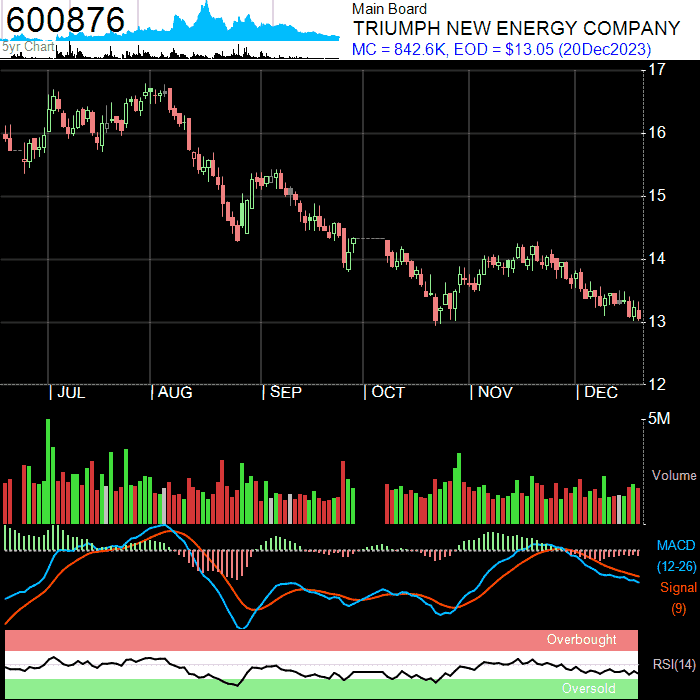 600876
5yr Chart
Main Board
TRIUMPH NEW ENERGY COMPANY
MC = 842.6K, EOD = $13.05 (20Dec2023)
17
16
15
14
13
12
| JUL | AUG | SEP | OCT | NOV | DEC
5M
Volume
MACD
(12-26)
Signal
(9)
Overbought
RSI(14)
Oversold